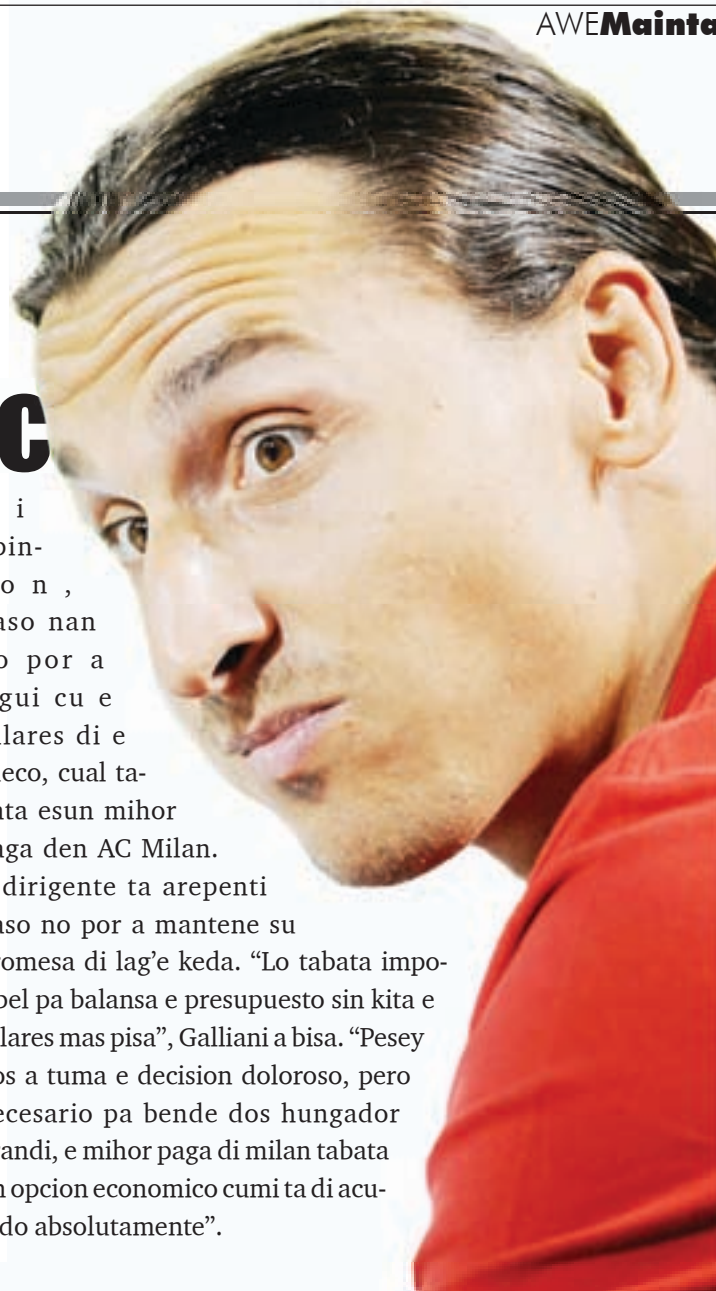 AWEMainta
C
i
pin-
o n ,
aso nan
o por a
gui cu e
lares di e
eco, cual ta-
ata esun mihor
aga den AC Milan.
dirigente ta arepenti
aso no por a mantene su
romesa di lag’e keda. “Lo tabata impo-
bel pa balansa e presupuesto sin kita e
lares mas pisa”, Galliani a bisa. “Pesey
os a tuma e decision doloroso, pero
ecesario pa bende dos hungador
randi, e mihor paga di milan tabata
n opcion economico cumi ta di acu-
do absolutamente”.